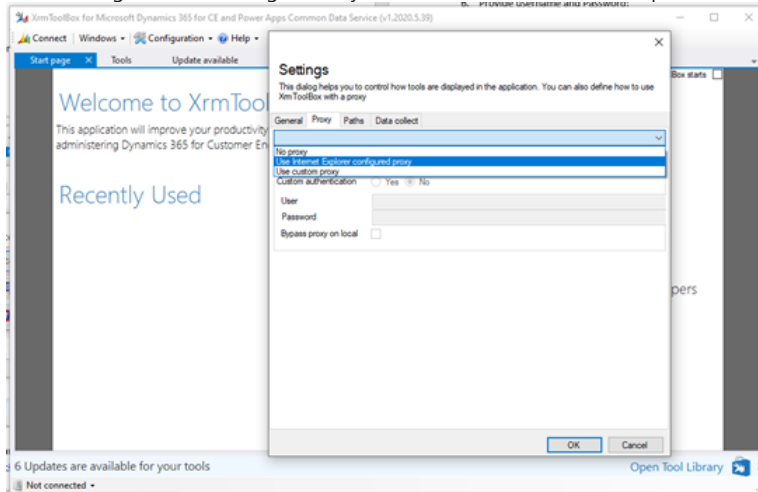 6. Provide username and Password:
XrmToolBox for Microsoft Dynamics 365 for CE and Power Apps Common Data Service (v1.2020.5.39)
Connect Windows Configuration Help
Start page Tools Update available
Box starts
Welcome to XrmTool
This application will improve your productivity
administering Dynamics 365 for Customer En
Recently Used
pers
Settings
This dialog helps you to control how tools are displayed in the application. You can also define how to use
XrmToolBox with a proxy
General Proxy Paths Data collect
No proxy
Use Internet Explorer configured proxy
Use custom proxy
Custom authentication Yes No
User
Password
Bypass proxy on local
OK Cancel
6 Updates are available for your tools
Open Tool Library
Not connected